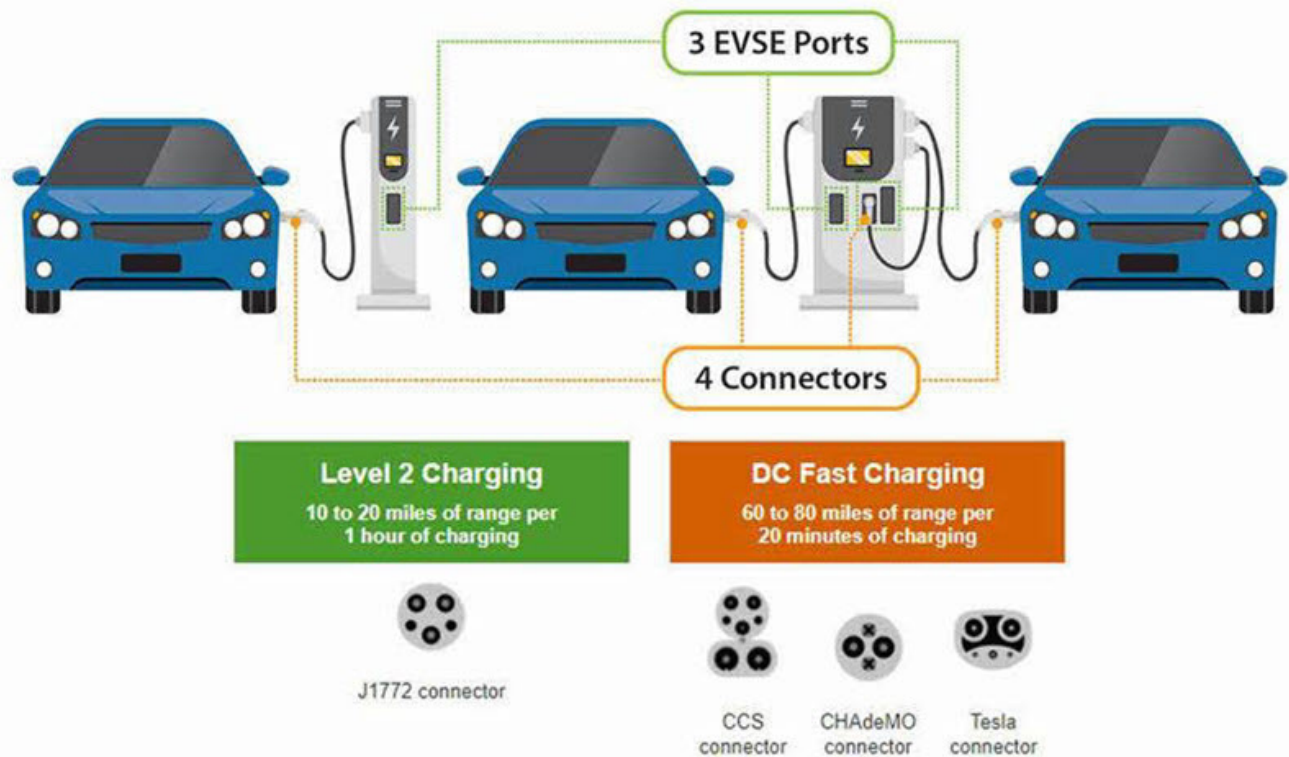 3 EVSE Ports
4 Connectors
Level 2 Charging
10 to 20 miles of range per
1 hour of charging
DC Fast Charging
60 to 80 miles of range per
20 minutes of charging
J1772 connector
CCS
connector
CHAdeMO
connector
Tesla
connector